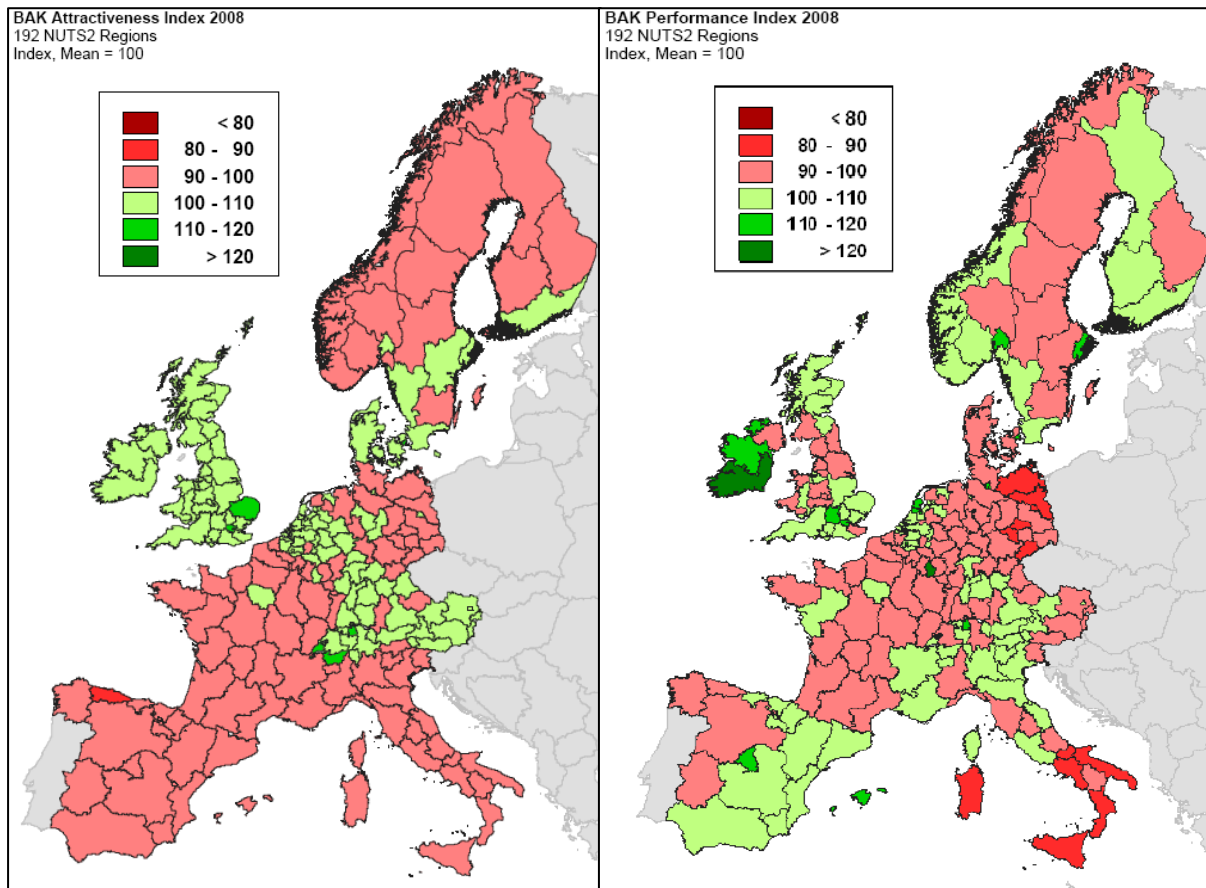 BAK Attractiveness Index 2008
192 NUTS2 Regions
Index, Mean = 100
< 80
80 - 90
90 - 100
100 - 110
110 - 120
> 120
BAK Performance Index 2008
192 NUTS2 Regions
Index, Mean = 100
< 80
80 - 90
90 - 100
100 - 110
110 - 120
> 120